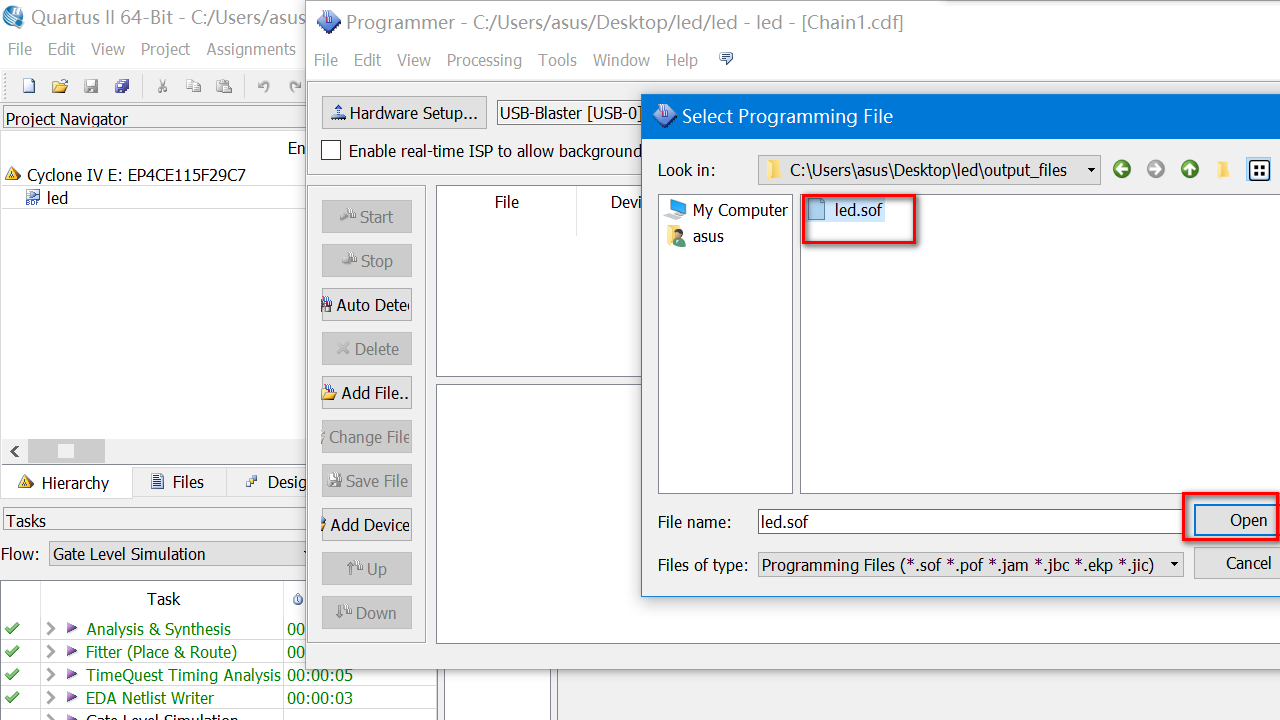 Quartus II 64-Bit - C:/Users/asus
File Edit View Project Assignments
Project Navigator
En
Cyclone IV E: EP4CE115F29C7
led
Hierarchy Files Desig
Tasks
Flow: Gate Level Simulation
Task
Analysis & Synthesis 00
Fitter (Place & Route) 00
TimeQuest Timing Analysis 00:00:05
EDA Netlist Writer 00:00:03
Gate Level Simulation
Programmer - C:/Users/asus/Desktop/led/led - led - [Chain1.cdf]
File Edit View Processing Tools Window Help
Hardware Setup... USB-Blaster [USB-0]
Enable real-time ISP to allow background
Start
Stop
Auto Detec
Delete
Add File..
Change File
Save File
Add Device
Up
Down
File Devi
Select Programming File
Look in: C:\Users\asus\Desktop\led\output_files
My Computer
asus
led.sof
File name: led.sof Open
Files of type: Programming Files (*.sof *.pof *.jam *.jbc *.ekp *.jic) Cancel